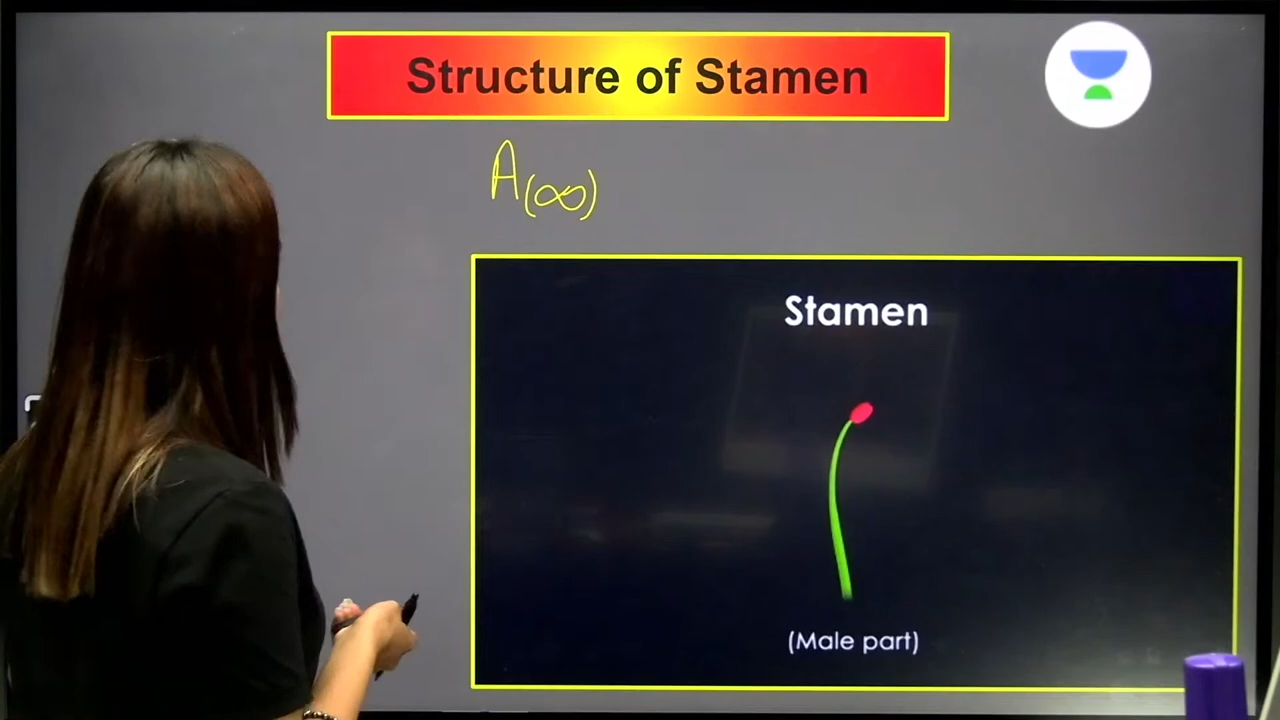 Structure of Stamen
A(∞)
Stamen
(Male part)